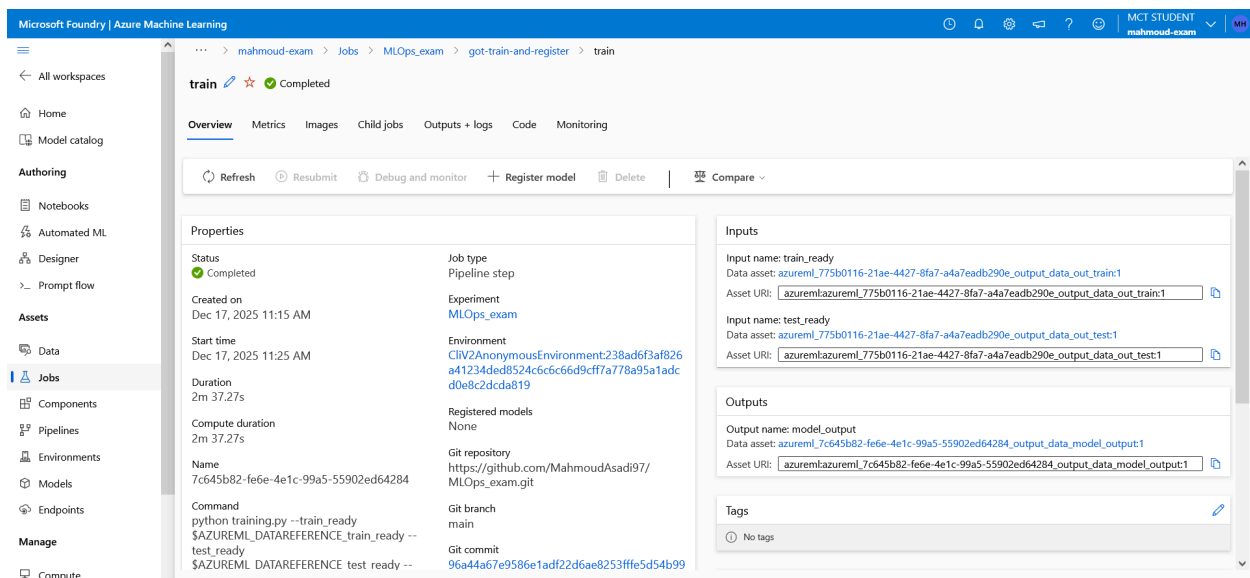 Microsoft Foundry | Azure Machine Learning
MCT STUDENT
mahmoud-exam
MH
All workspaces
Home
Model catalog
Authoring
Notebooks
Automated ML
Designer
Prompt flow
Assets
Data
Jobs
Components
Pipelines
Environments
Models
Endpoints
Manage
Compute
··· > mahmoud-exam > Jobs > MLOps_exam > got-train-and-register > train
train Completed
Overview Metrics Images Child jobs Outputs + logs Code Monitoring
Refresh Resubmit Debug and monitor Register model Delete Compare
Properties
Status
Completed
Created on
Dec 17, 2025 11:15 AM
Start time
Dec 17, 2025 11:25 AM
Duration
2m 37.27s
Compute duration
2m 37.27s
Name
7c645b82-fe6e-4e1c-99a5-55902ed64284
Command
python training.py --train_ready
$AZUREML_DATAREFERENCE_train_ready --
test_ready
$AZUREML_DATAREFERENCE_test_ready --
Job type
Pipeline step
Experiment
MLOps_exam
Environment
CliV2AnonymousEnvironment:238ad6f3af826
a41234ded8524c6c6c66d9cff7a778a95a1adc
d0e8c2dcda819
Registered models
None
Git repository
https://github.com/MahmoudAsadi97/
MLOps_exam.git
Git branch
main
Git commit
96a44a67e9586e1adf22d6ae8253fffe5d54b99
Inputs
Input name: train_ready
Data asset: azureml_775b0116-21ae-4427-8fa7-a4a7eadb290e_output_data_out_train:1
Asset URI: azureml:azureml_775b0116-21ae-4427-8fa7-a4a7eadb290e_output_data_out_train:1
Input name: test_ready
Data asset: azureml_775b0116-21ae-4427-8fa7-a4a7eadb290e_output_data_out_test:1
Asset URI: azureml:azureml_775b0116-21ae-4427-8fa7-a4a7eadb290e_output_data_out_test:1
Outputs
Output name: model_output
Data asset: azureml_7c645b82-fe6e-4e1c-99a5-55902ed64284_output_data_model_output:1
Asset URI: azureml:azureml_7c645b82-fe6e-4e1c-99a5-55902ed64284_output_data_model_output:1
Tags
No tags